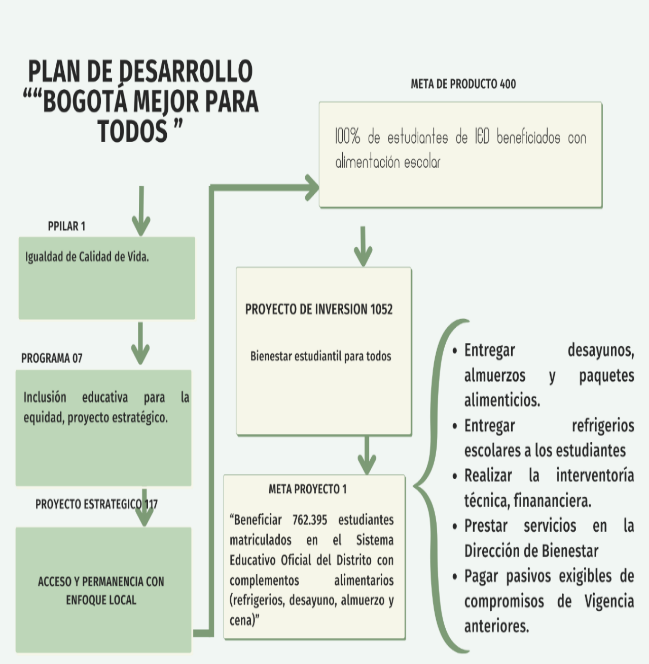 PLAN DE DESARROLLO
““BOGOTÁ MEJOR PARA
TODOS ”
PPILAR 1
Igualdad de Calidad de Vida.
PROGRAMA 07
Inclusión educativa para la
equidad, proyecto estratégico.
PROYECTO ESTRATEGICO 117
ACCESO Y PERMANENCIA CON
ENFOQUE LOCAL
META DE PRODUCTO 400
100% de estudiantes de IED beneficiados con
alimentación escolar
PROYECTO DE INVERSION 1052
Bienestar estudiantil para todos
META PROYECTO 1
“Beneficiar 762.395 estudiantes
matriculados en el Sistema
Educativo Oficial del Distrito con
complementos alimentarios
(refrigerios, desayuno, almuerzo y
cena)”
• Entregar desayunos,
almuerzos y paquetes
alimenticios.
• Entregar refrigerios
escolares a los estudiantes
• Realizar la interventoría
técnica, finananciera.
• Prestar servicios en la
Dirección de Bienestar
• Pagar pasivos exigibles de
compromisos de Vigencia
anteriores.